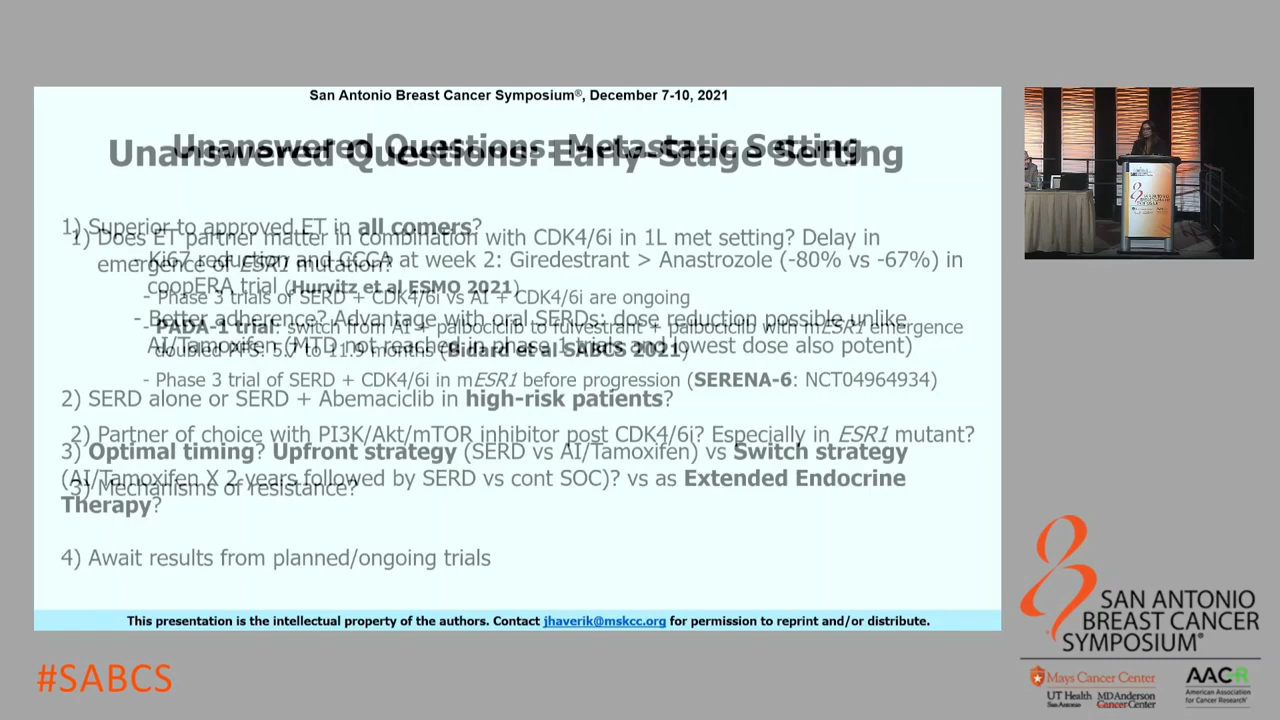 San Antonio Breast Cancer Symposium®, December 7-10, 2021
Unanswered Questions: Metastatic Setting
Unanswered Questions: Early-Stage Setting
1) Superior to approved ET in all comers?
- Ki67 reduction and CCCA at week 2: Giredestrant > Anastrozole (-80% vs -67%) in
coopERA trial (Hurvitz et al ESMO 2021)
- Better adherence? Advantage with oral SERDs: dose reduction possible unlike
AI/Tamoxifen (MTD not reached in phase 1 trials and lowest dose also potent)
2) SERD alone or SERD + Abemaciclib in high-risk patients?
3) Optimal timing? Upfront strategy (SERD vs AI/Tamoxifen) vs Switch strategy
(AI/Tamoxifen X 2 years followed by SERD vs cont SOC)? vs as Extended Endocrine
Therapy?
4) Await results from planned/ongoing trials
1) Does ET partner matter in combination with CDK4/6i in 1L met setting? Delay in
emergence of ESR1 mutation?
- Phase 3 trials of SERD + CDK4/6i vs AI + CDK4/6i are ongoing
- PADA-1 trial: switch from AI + palbociclib to fulvestrant + palbociclib with mESR1 emergence
doubled PFS: 5.7 to 11.9 months (Bidard et al SABCS 2021)
- Phase 3 trial of SERD + CDK4/6i in mESR1 before progression (SERENA-6: NCT04964934)
2) Partner of choice with PI3K/Akt/mTOR inhibitor post CDK4/6i? Especially in ESR1 mutant?
3) Mechanisms of resistance?
This presentation is the intellectual property of the authors. Contact jhaverik@mskcc.org for permission to reprint and/or distribute.
#SABCS
SAN ANTONIO
BREAST CANCER
SYMPOSIUM®
Mays Cancer Center
UT Health
San Antonio
MD Anderson
Cancer Center
AACR
American Association
for Cancer Research®